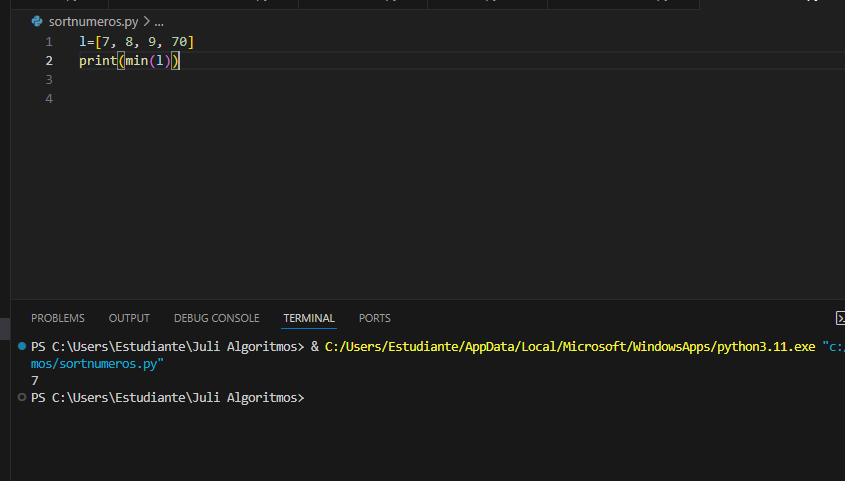 sortnumeros.py > ...
1 l=[7, 8, 9, 70]
2 print(min(l))
3
4
PROBLEMS OUTPUT DEBUG CONSOLE TERMINAL PORTS
PS C:\Users\Estudiante\Juli Algoritmos> & C:/Users/Estudiante/AppData/Local/Microsoft/WindowsApps/python3.11.exe "c:/
mos/sortnumeros.py"
7
PS C:\Users\Estudiante\Juli Algoritmos>